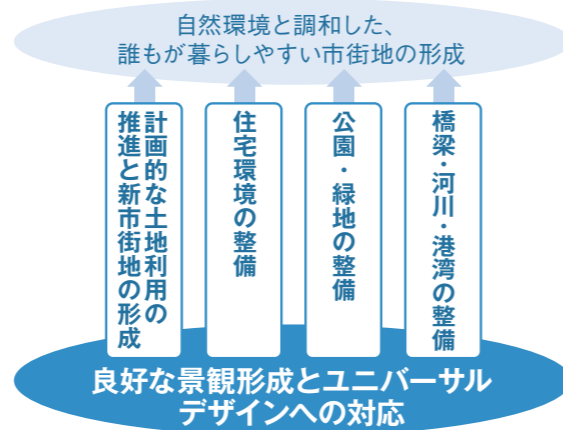 自然環境と調和した、
誰もが暮らしやすい市街地の形成
計画的な土地利用の
推進と新市街地の形成
住宅環境の整備
公園・緑地の整備
橋梁・河川・港湾の整備
良好な景観形成とユニバーサル
デザインへの対応